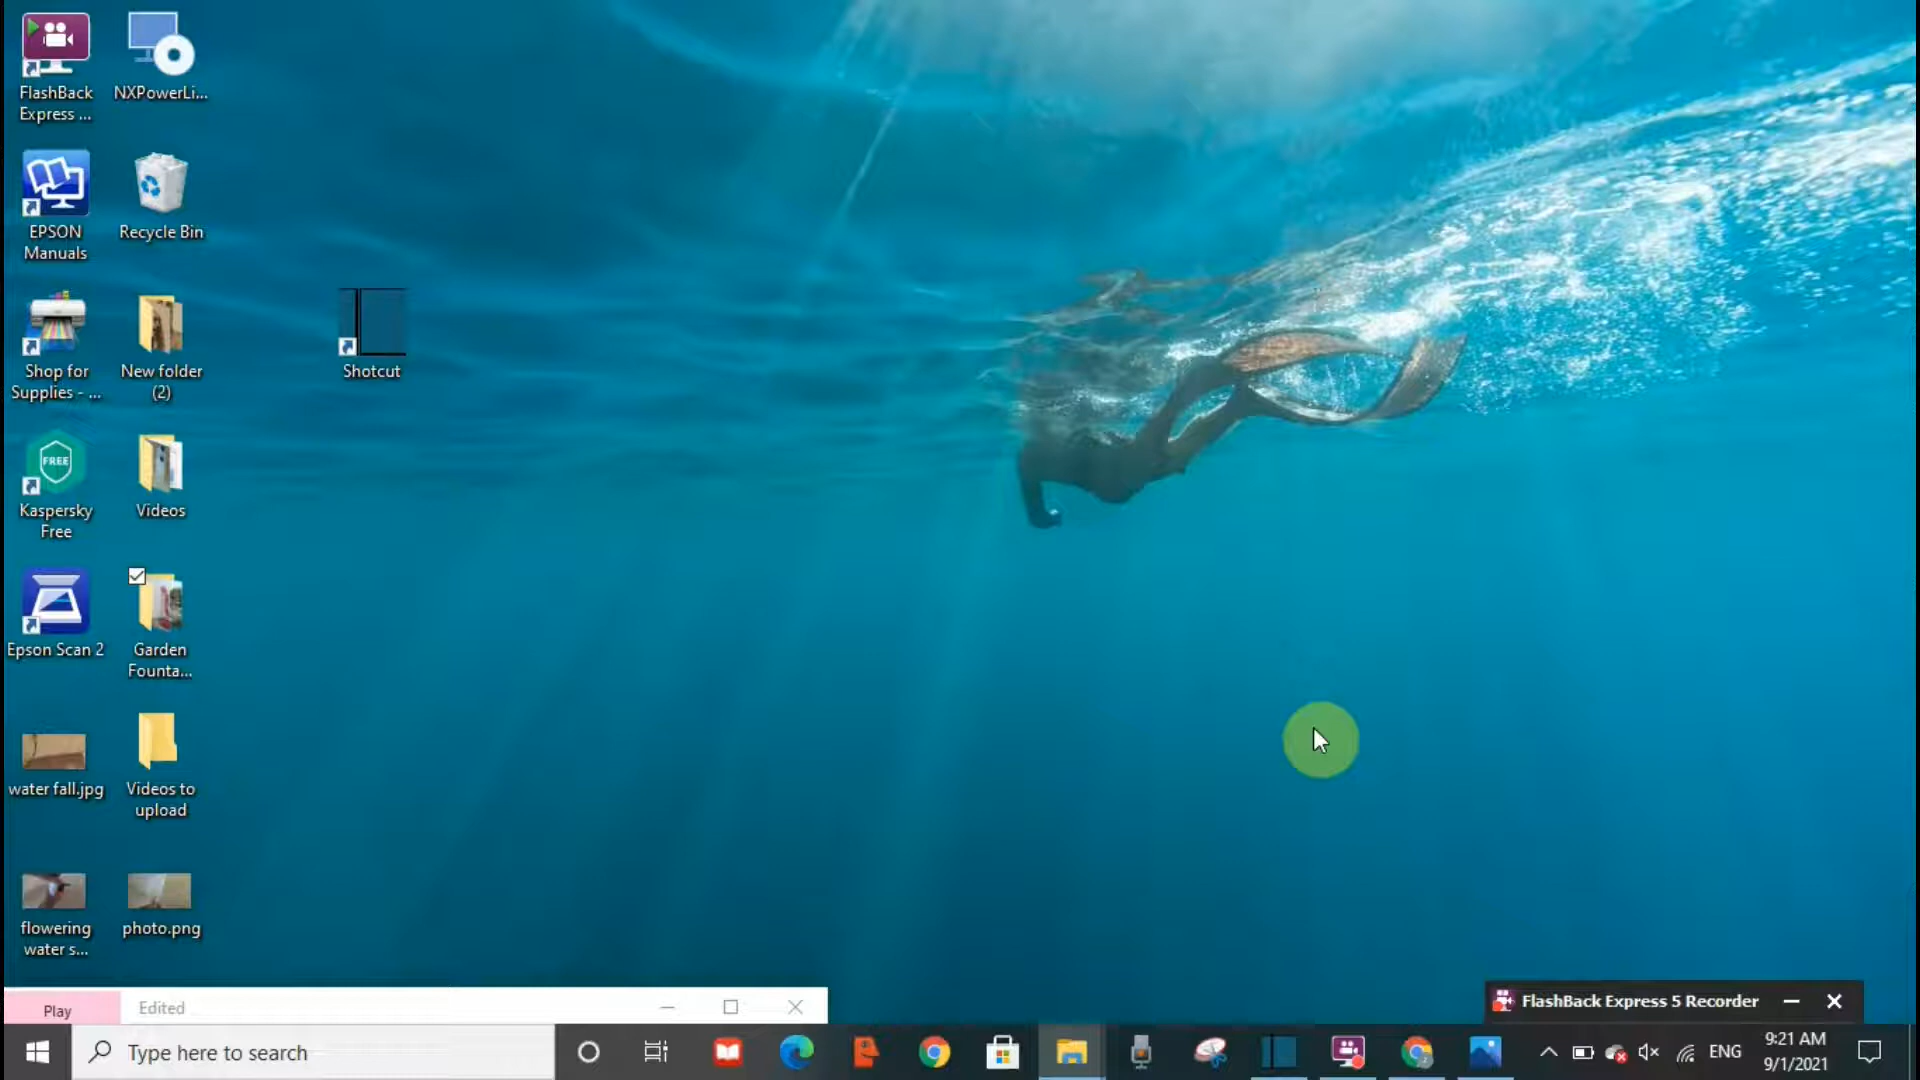 FlashBack
Express ...
NXPowerLi...
EPSON
Manuals
Recycle Bin
Shop for
Supplies - ...
New folder
(2)
Shotcut
FREE
Kaspersky
Free
Videos
Epson Scan 2
Garden
Founta...
water fall.jpg
Videos to
upload
flowering
water s...
photo.png
Play
Edited
FlashBack Express 5 Recorder
Type here to search
ENG
9:21 AM
9/1/2021